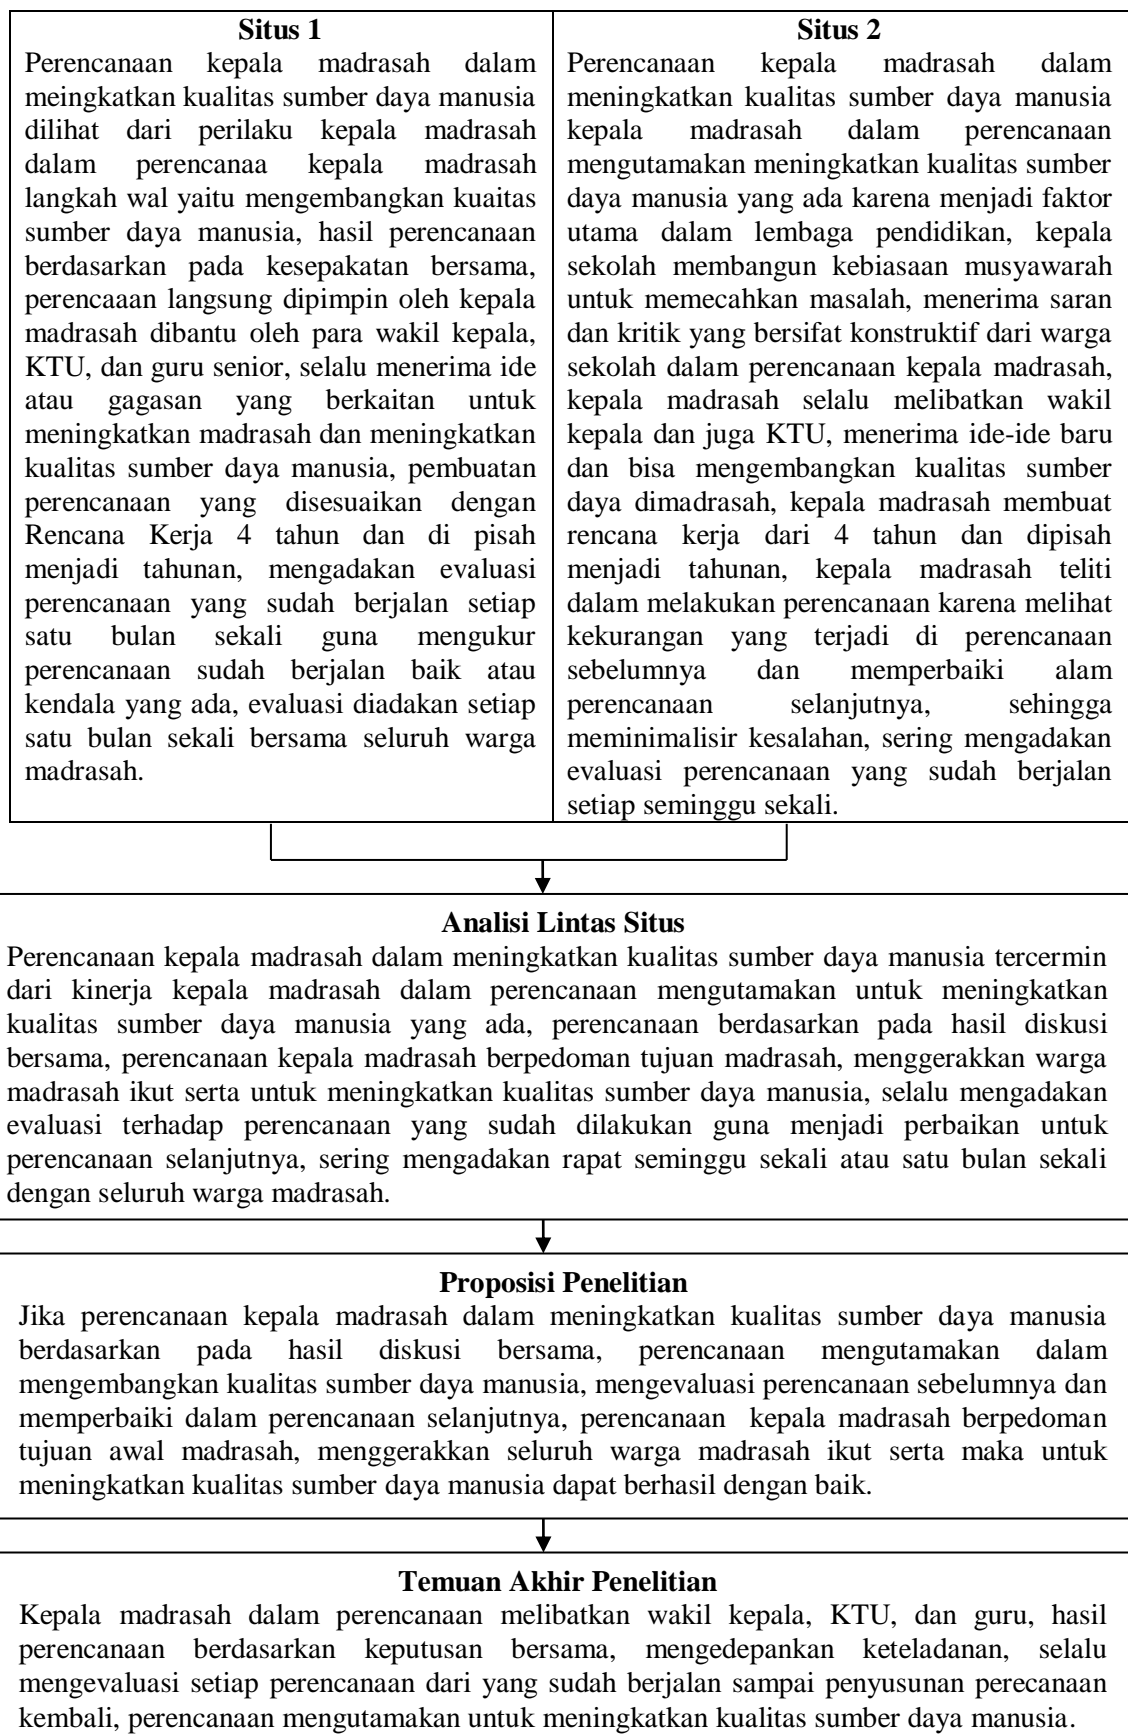 Situs 1
Perencanaan kepala madrasah dalam
meingkatkan kualitas sumber daya manusia
dilihat dari perilaku kepala madrasah
dalam perencanaa kepala madrasah
langkah wal yaitu mengembangkan kuaitas
sumber daya manusia, hasil perencanaan
berdasarkan pada kesepakatan bersama,
perencaaan langsung dipimpin oleh kepala
madrasah dibantu oleh para wakil kepala,
KTU, dan guru senior, selalu menerima ide
atau gagasan yang berkaitan untuk
meningkatkan madrasah dan meningkatkan
kualitas sumber daya manusia, pembuatan
perencanaan yang disesuaikan dengan
Rencana Kerja 4 tahun dan di pisah
menjadi tahunan, mengadakan evaluasi
perencanaan yang sudah berjalan setiap
satu bulan sekali guna mengukur
perencanaan sudah berjalan baik atau
kendala yang ada, evaluasi diadakan setiap
satu bulan sekali bersama seluruh warga
madrasah.
Situs 2
Perencanaan kepala madrasah dalam
meningkatkan kualitas sumber daya manusia
kepala madrasah dalam perencanaan
mengutamakan meningkatkan kualitas sumber
daya manusia yang ada karena menjadi faktor
utama dalam lembaga pendidikan, kepala
sekolah membangun kebiasaan musyawarah
untuk memecahkan masalah, menerima saran
dan kritik yang bersifat konstruktif dari warga
sekolah dalam perencanaan kepala madrasah,
kepala madrasah selalu melibatkan wakil
kepala dan juga KTU, menerima ide-ide baru
dan bisa mengembangkan kualitas sumber
daya dimadrasah, kepala madrasah membuat
rencana kerja dari 4 tahun dan dipisah
menjadi tahunan, kepala madrasah teliti
dalam melakukan perencanaan karena melihat
kekurangan yang terjadi di perencanaan
sebelumnya dan memperbaiki alam
perencanaan selanjutnya, sehingga
meminimalisir kesalahan, sering mengadakan
evaluasi perencanaan yang sudah berjalan
setiap seminggu sekali.
Analisi Lintas Situs
Perencanaan kepala madrasah dalam meningkatkan kualitas sumber daya manusia tercermin
dari kinerja kepala madrasah dalam perencanaan mengutamakan untuk meningkatkan
kualitas sumber daya manusia yang ada, perencanaan berdasarkan pada hasil diskusi
bersama, perencanaan kepala madrasah berpedoman tujuan madrasah, menggerakkan warga
madrasah ikut serta untuk meningkatkan kualitas sumber daya manusia, selalu mengadakan
evaluasi terhadap perencanaan yang sudah dilakukan guna menjadi perbaikan untuk
perencanaan selanjutnya, sering mengadakan rapat seminggu sekali atau satu bulan sekali
dengan seluruh warga madrasah.
Proposisi Penelitian
Jika perencanaan kepala madrasah dalam meningkatkan kualitas sumber daya manusia
berdasarkan pada hasil diskusi bersama, perencanaan mengutamakan dalam
mengembangkan kualitas sumber daya manusia, mengevaluasi perencanaan sebelumnya dan
memperbaiki dalam perencanaan selanjutnya, perencanaan kepala madrasah berpedoman
tujuan awal madrasah, menggerakkan seluruh warga madrasah ikut serta maka untuk
meningkatkan kualitas sumber daya manusia dapat berhasil dengan baik.
Temuan Akhir Penelitian
Kepala madrasah dalam perencanaan melibatkan wakil kepala, KTU, dan guru, hasil
perencanaan berdasarkan keputusan bersama, mengedepankan keteladanan, selalu
mengevaluasi setiap perencanaan dari yang sudah berjalan sampai penyusunan perecanaan
kembali, perencanaan mengutamakan untuk meningkatkan kualitas sumber daya manusia.